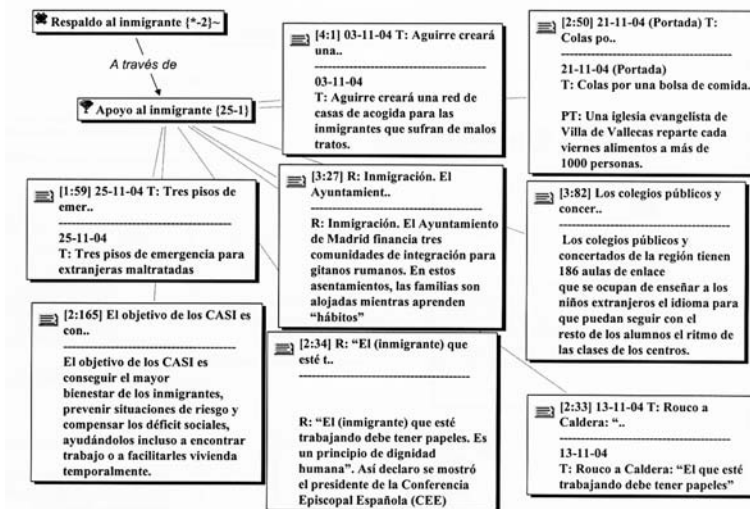 Respaldo al inmigrante {*-2}~
A través de
Apoyo al inmigrante {25-1}
[4:1] 03-11-04 T: Aguirre creará
una..
03-11-04
T: Aguirre creará una red de
casas de acogida para las
inmigrantes que sufran de malos
tratos.
[2:50] 21-11-04 (Portada) T:
Colas po..
21-11-04 (Portada)
T: Colas por una bolsa de comida.
PT: Una iglesia evangelista de
Villa de Vallecas reparte cada
viernes alimentos a más de
1000 personas.
[1:59] 25-11-04 T: Tres pisos de
emer..
25-11-04
T: Tres pisos de emergencia para
extranjeras maltratadas
[3:27] R: Inmigración. El
Ayuntamient..
R: Inmigración. El Ayuntamiento
de Madrid financia tres
comunidades de integración para
gitanos rumanos. En estos
asentamientos, las familias son
alojadas mientras aprenden
“hábitos”
[3:82] Los colegios públicos y
concer..
Los colegios públicos y
concertados de la región tienen
186 aulas de enlace
que se ocupan de enseñar a los
niños extranjeros el idioma para
que puedan seguir con el
resto de los alumnos el ritmo de
las clases de los centros.
[2:165] El objetivo de los CASI es
con..
El objetivo de los CASI es
conseguir el mayor
bienestar de los inmigrantes,
prevenir situaciones de riesgo y
compensar los déficit sociales,
ayudándolos incluso a encontrar
trabajo o a facilitarles vivienda
temporalmente.
[2:34] R: “El (inmigrante) que
esté t..
R: “El (inmigrante) que esté
trabajando debe tener papeles. Es
un principio de dignidad
humana”. Así declaro se mostró
el presidente de la Conferencia
Episcopal Española (CEE)
[2:33] 13-11-04 T: Rouco a
Caldera: “..
13-11-04
T: Rouco a Caldera: “El que esté
trabajando debe tener papeles”